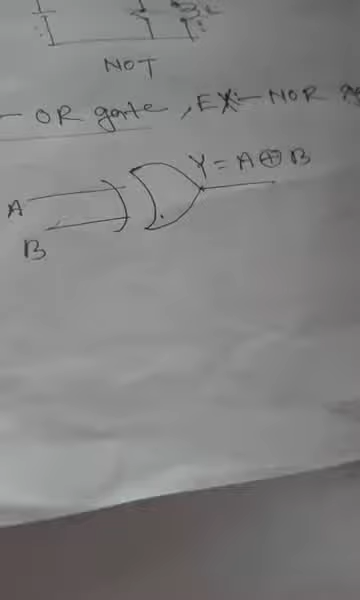 NOT
- OR gate, EX-NOR
Y = A ⊕ B
A
B